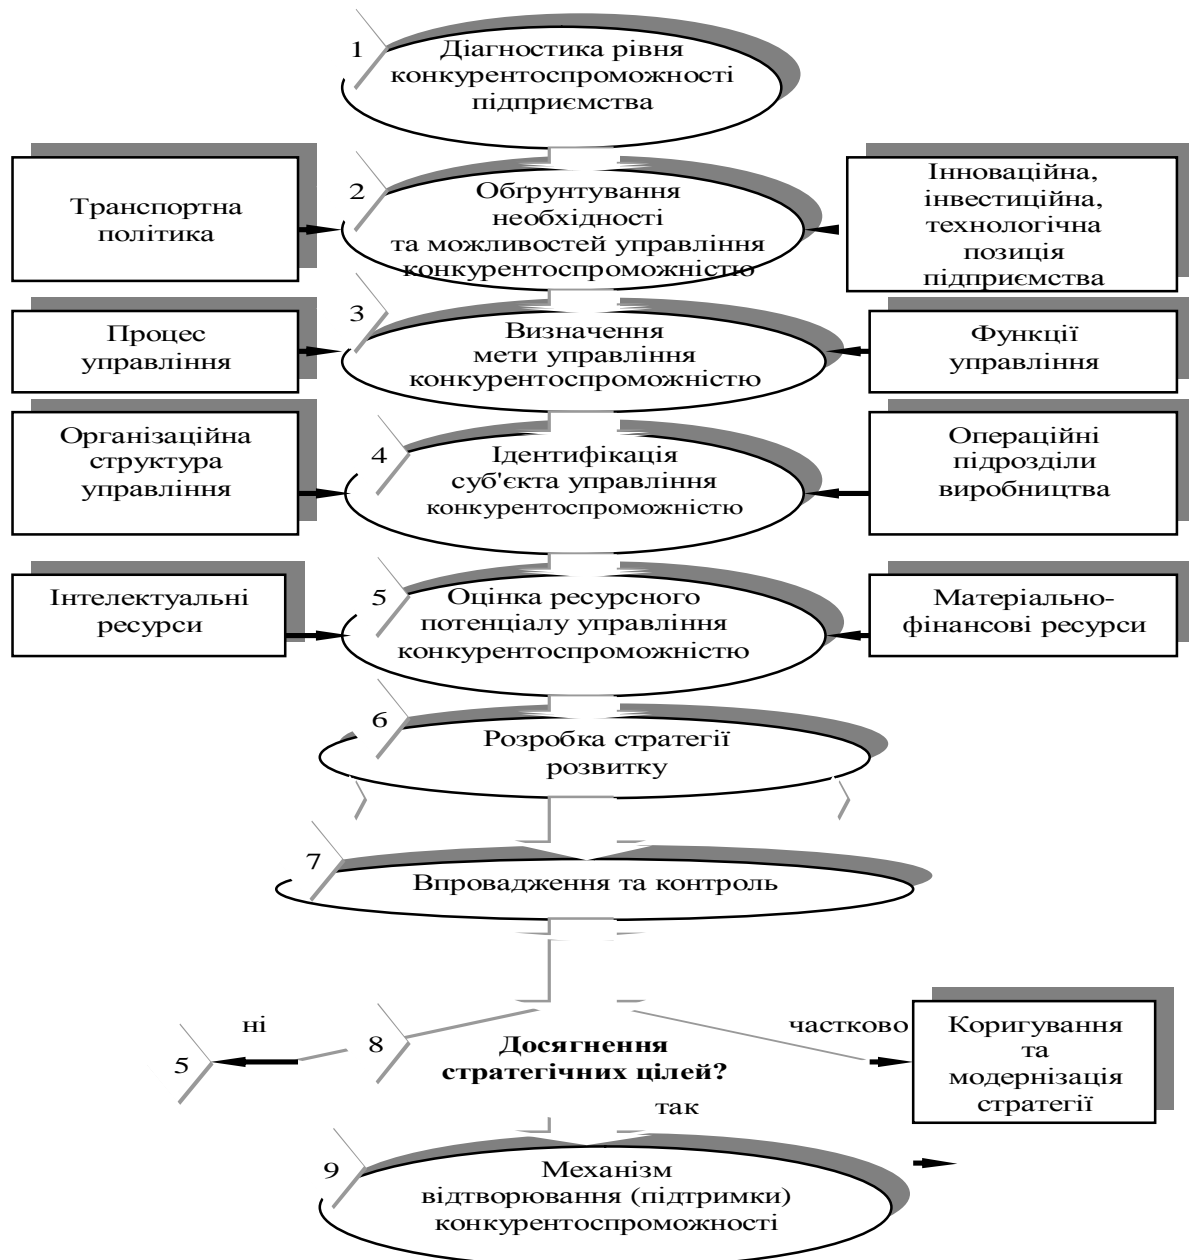 1
Діагностика рівня
конкурентоспроможності
підприємства
Транспортна
політика
2
Обґрунтування
необхідності
та можливостей управління
конкурентоспроможністю
Інноваційна,
інвестиційна,
технологічна
позиція
підприємства
Процес
управління
3
Визначення
мети управління
конкурентоспроможністю
Функції
управління
Організаційна
структура
управління
4
Ідентифікація
суб'єкта управління
конкурентоспроможністю
Операційні
підрозділи
виробництва
Інтелектуальні
ресурси
5
Оцінка ресурсного
потенціалу управління
конкурентоспроможністю
Матеріально-
фінансові ресурси
6
Розробка стратегії
розвитку
7
Впровадження та контроль
5
ні
8
Досягнення
стратегічних цілей?
частково
Коригування
та
модернізація
стратегії
так
9
Механізм
відтворювання (підтримки)
конкурентоспроможності